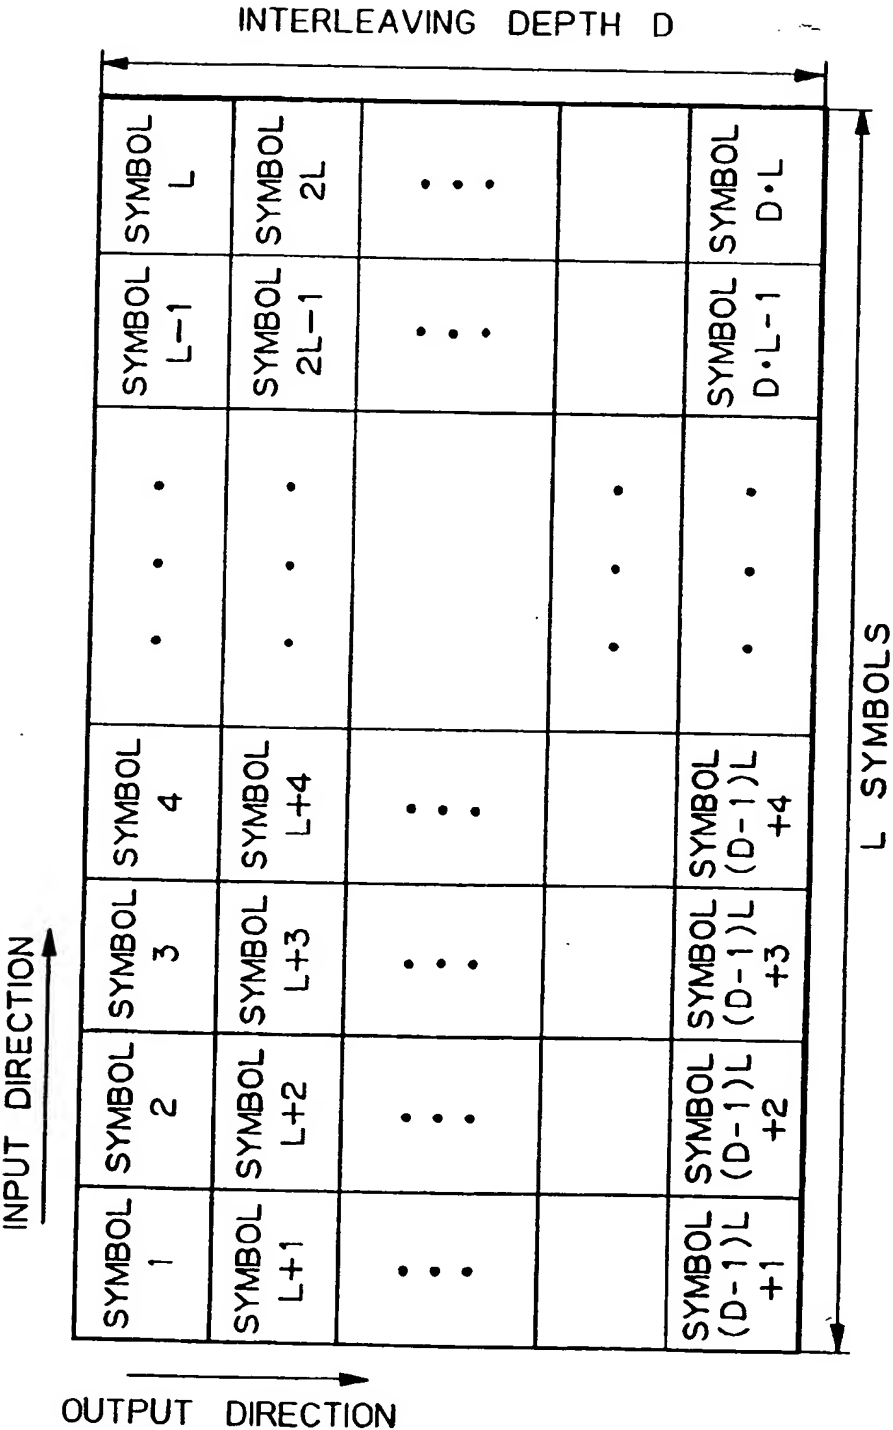 INTERLEAVING DEPTH D
SYMBOL
L
SYMBOL
2L
SYMBOL
D·L
SYMBOL
L-1
SYMBOL
2L-1
SYMBOL
D·L-1
SYMBOL
4
SYMBOL
L+4
SYMBOL
(D-1)L
+4
SYMBOL
3
SYMBOL
L+3
SYMBOL
(D-1)L
+3
SYMBOL
2
SYMBOL
L+2
SYMBOL
(D-1)L
+2
SYMBOL
1
SYMBOL
L+1
SYMBOL
(D-1)L
+1
L SYMBOLS
INPUT DIRECTION
OUTPUT DIRECTION